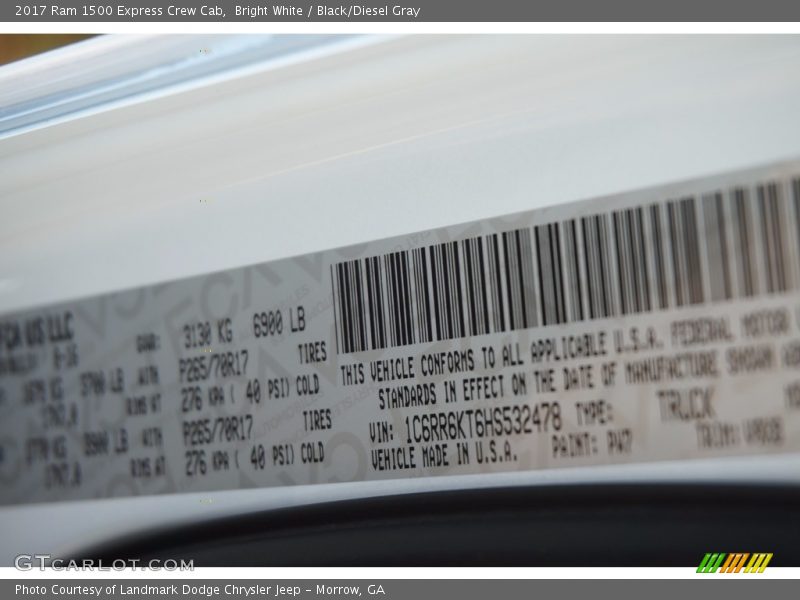 2017 Ram 1500 Express Crew Cab,  Bright White / Black/Diesel Gray
FCA US LLC
3130 KG 6900 LB
P265/70R17 TIRES
276 KPA ( 40 PSI) COLD
P265/70R17 TIRES
276 KPA ( 40 PSI) COLD
THIS VEHICLE CONFORMS TO ALL APPLICABLE U.S.A. FEDERAL MOTOR
STANDARDS IN EFFECT ON THE DATE OF MANUFACTURE SHOWN
VIN: 1C6RR6KT6HS532478 TYPE: TRUCK
VEHICLE MADE IN U.S.A. PAINT: PW7 TRIM:
GTcarlot.com
Photo Courtesy of Landmark Dodge Chrysler Jeep – Morrow, GA